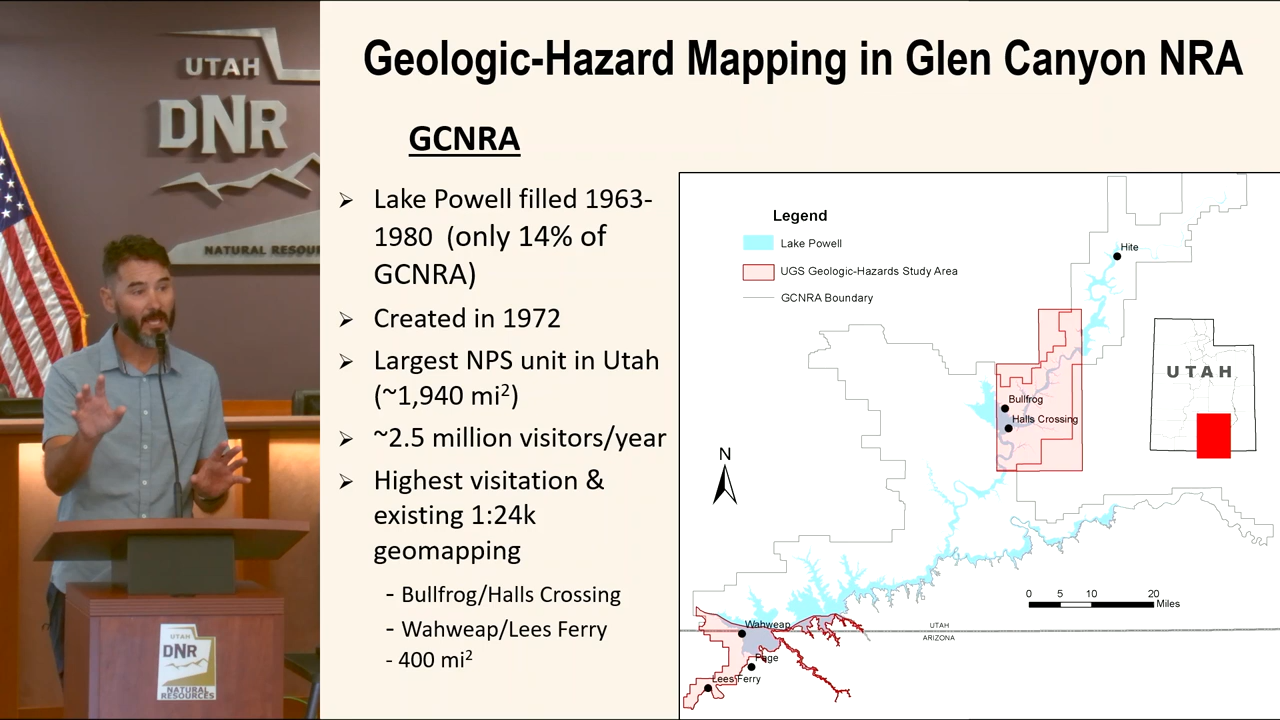 UTAH
DNR
NATURAL RESOUR
UTAH
DNR
NATURAL
RESOURCES
Geologic-Hazard Mapping in Glen Canyon NRA
GCNRA
➢ Lake Powell filled 1963-
1980 (only 14% of
GCNRA)
➢ Created in 1972
➢ Largest NPS unit in Utah
(~1,940 mi²)
➢ ~2.5 million visitors/year
➢ Highest visitation &
existing 1:24k
geomapping
- Bullfrog/Halls Crossing
- Wahweap/Lees Ferry
- 400 mi²
Legend
Lake Powell
UGS Geologic-Hazards Study Area
GCNRA Boundary
Hite
UTAH
Bullfrog
Halls Crossing
N
0 5 10 20
Miles
Wahweap
UTAH
ARIZONA
Page
Lees Ferry